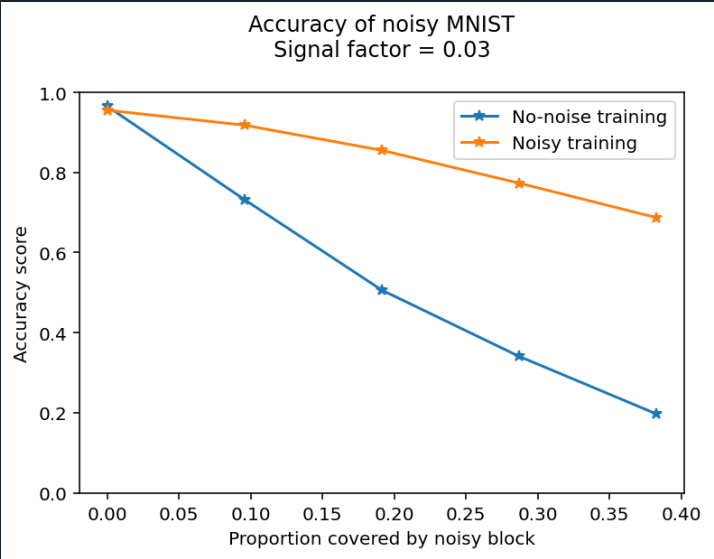 Accuracy of noisy MNIST
Signal factor = 0.03
1.0
0.8
0.6
0.4
0.2
0.0
Accuracy score
No-noise training
Noisy training
0.00 0.05 0.10 0.15 0.20 0.25 0.30 0.35 0.40
Proportion covered by noisy block